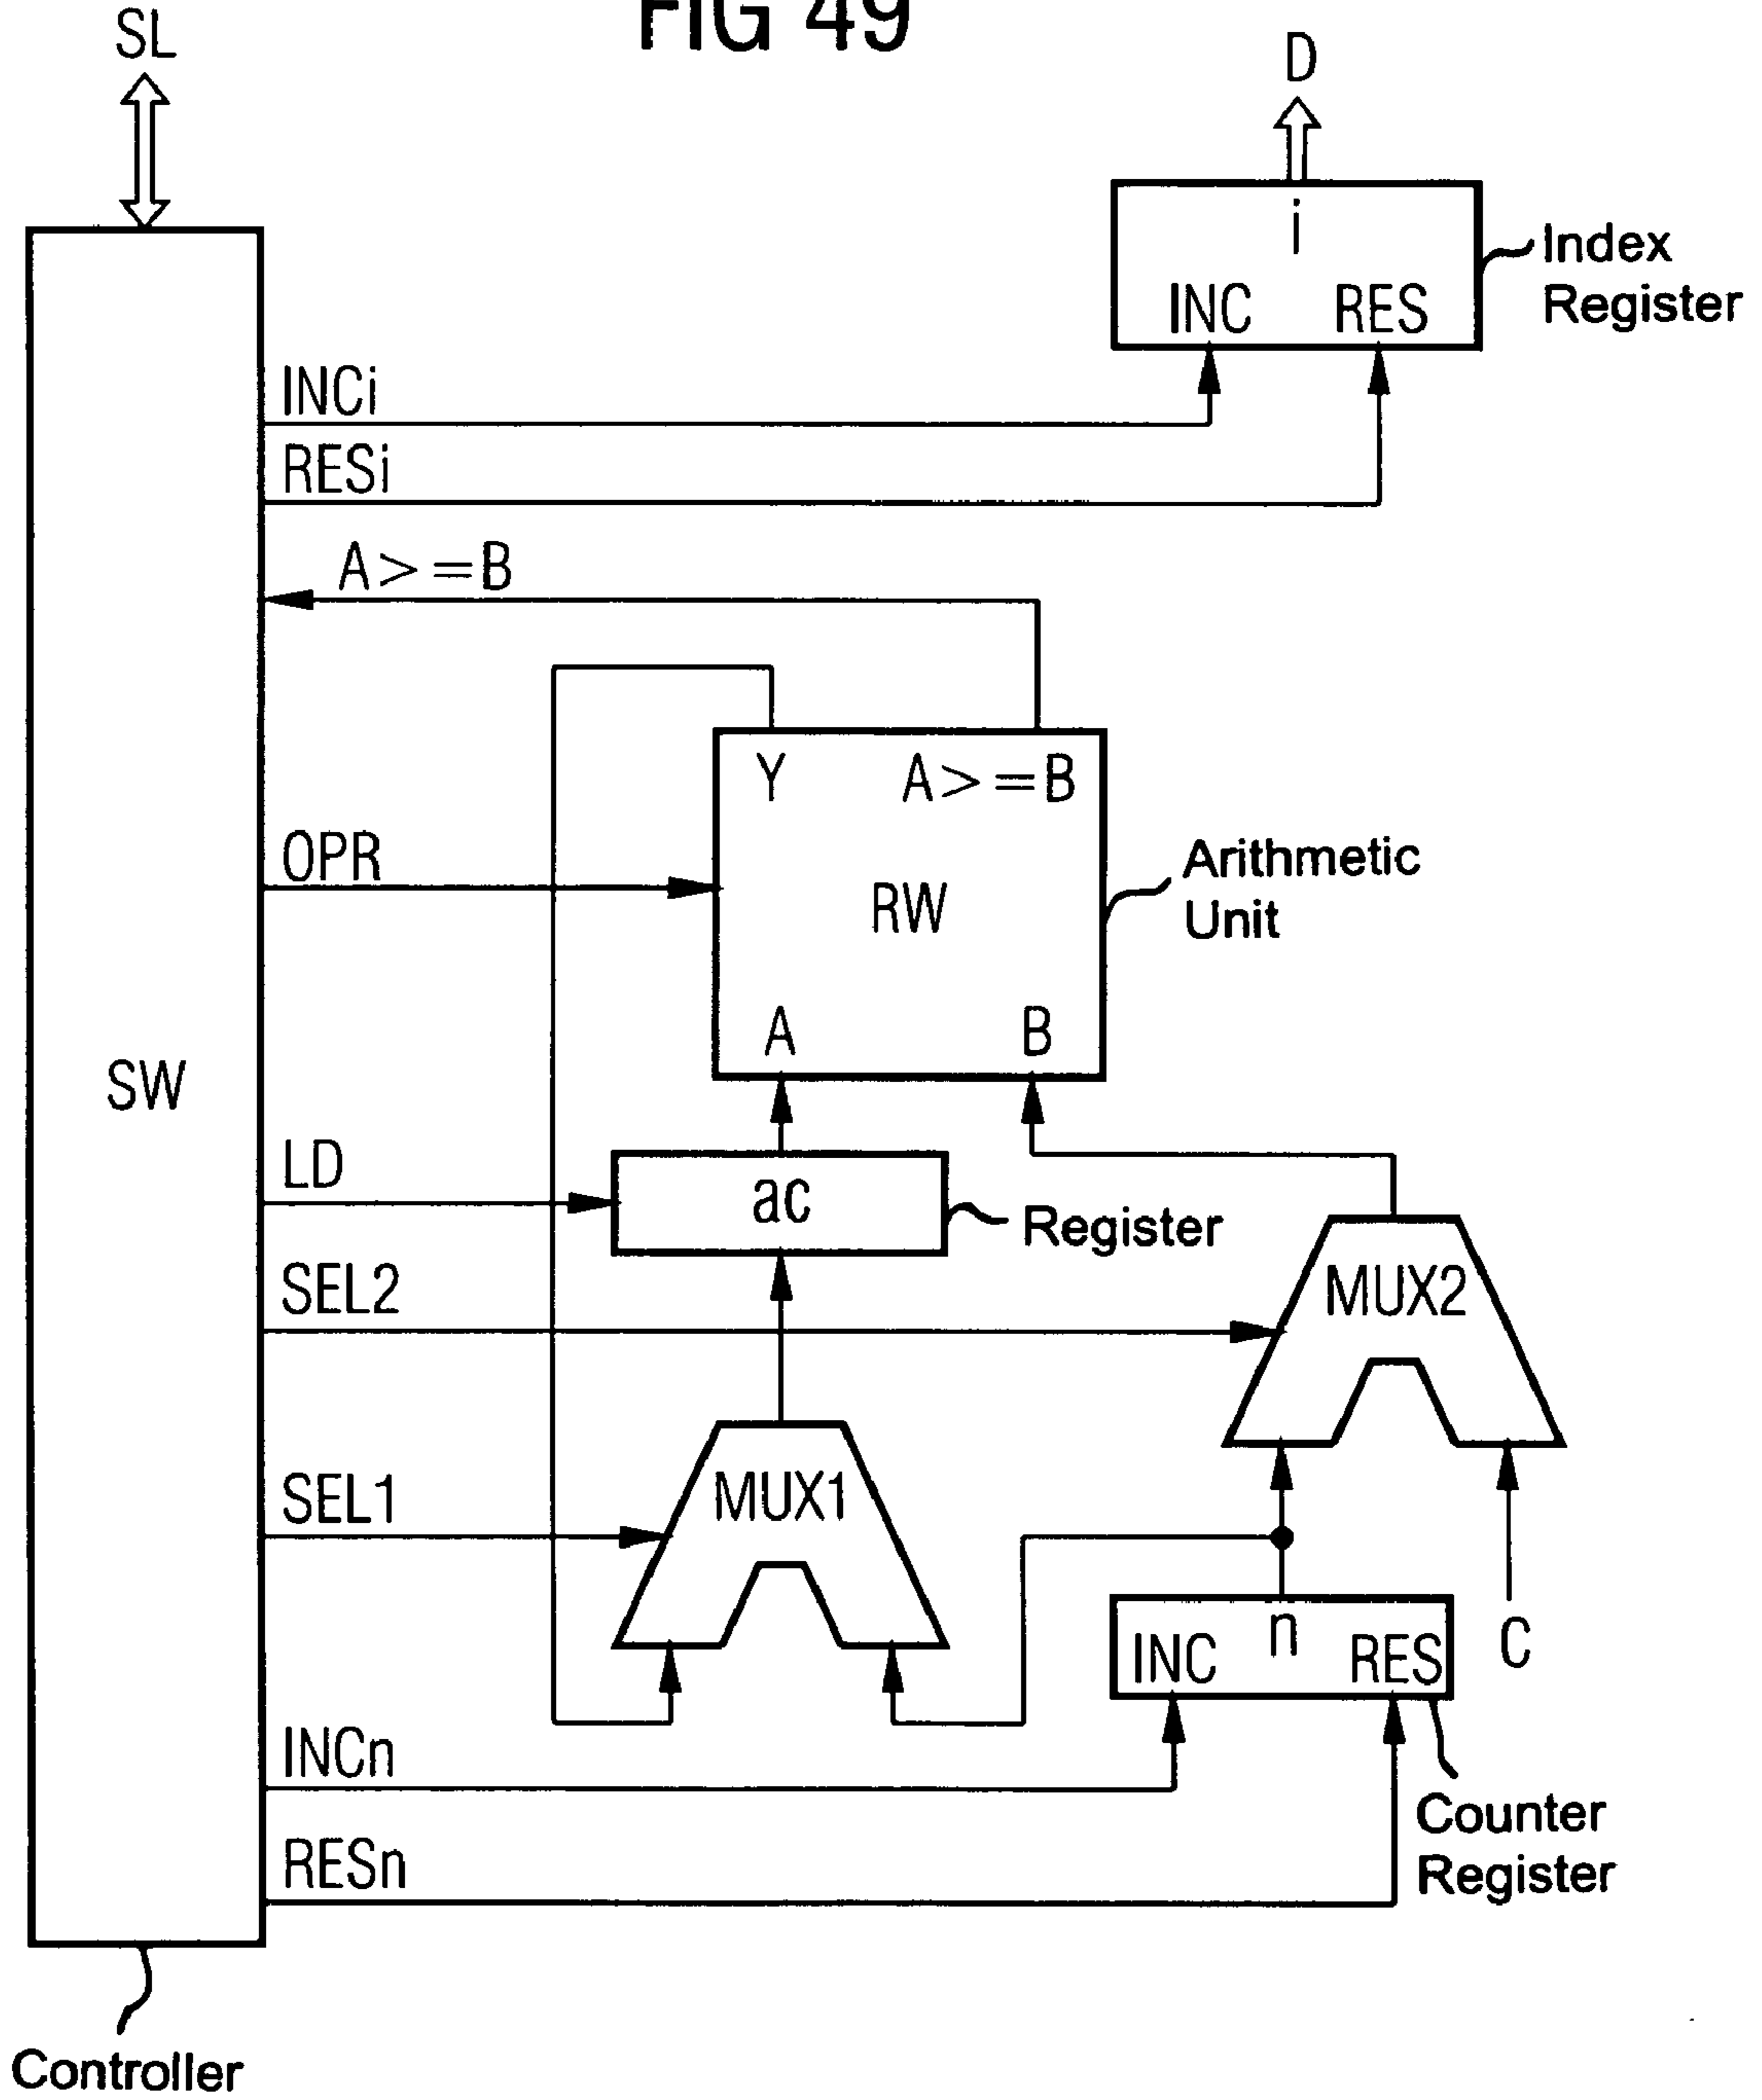 FIG 49
SL
D
i
INC RES
Index
Register
INCi
RESi
A>=B
Y A>=B
OPR
RW
Arithmetic
Unit
A B
SW
LD
ac
Register
SEL2
MUX2
SEL1
MUX1
n
INC RES
C
INCn
Counter
Register
RESn
Controller